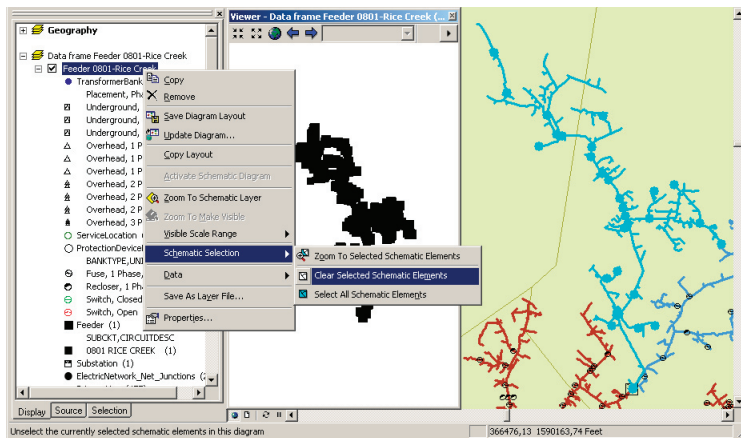 Geography
Data frame Feeder 0801-Rice Creek
Feeder 0801-Rice Creek
TransformerBank
Placement, Pha
Underground,
Underground,
Underground,
Overhead, 1 P
Overhead, 1 P
Overhead, 2 P
Overhead, 2 P
Overhead, 3 P
ServiceLocation (
ProtectionDevice
BANKTYPE,UNI
Fuse, 1 Phase,
Recloser, 1 Ph
Switch, Closed
Switch, Open
Feeder (1)
SUBCKT,CIRCUITDESC
0801 RICE CREEK (1)
Substation (1)
ElectricNetwork_Net_Junctions (
Display Source Selection
Copy
Remove
Save Diagram Layout
Update Diagram...
Copy Layout
Activate Schematic Diagram
Zoom To Schematic Layer
Zoom To Make Visible
Visible Scale Range
Schematic Selection
Data
Save As Layer File...
Properties...
Zoom To Selected Schematic Elements
Clear Selected Schematic Elements
Select All Schematic Elements
Viewer - Data frame Feeder 0801-Rice Creek (...
Unselect the currently selected schematic elements in this diagram
366476,13 1590163,74 Feet